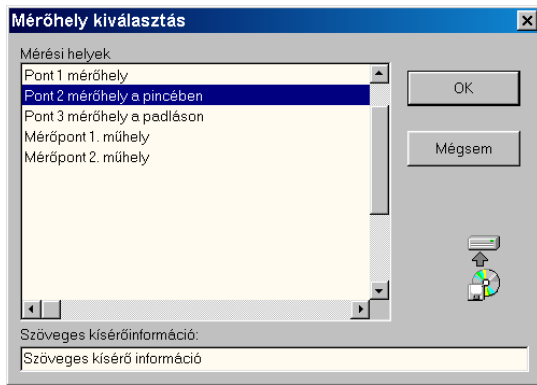 Mérőhely kiválasztás
Mérési helyek
Pont 1 mérőhely
Pont 2 mérőhely a pincében
Pont 3 mérőhely a padláson
Mérőpont 1. műhely
Mérőpont 2. műhely
OK
Mégsem
Szöveges kísérőinformáció:
Szöveges kísérő információ